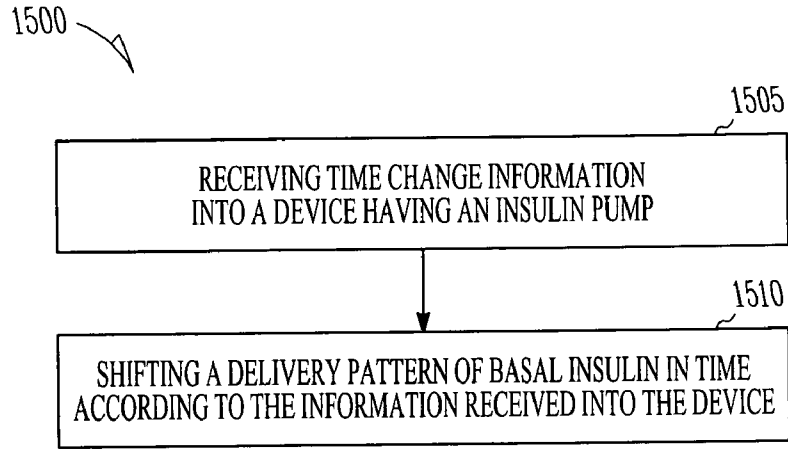 1500
1505
RECEIVING TIME CHANGE INFORMATION
INTO A DEVICE HAVING AN INSULIN PUMP
1510
SHIFTING A DELIVERY PATTERN OF BASAL INSULIN IN TIME
ACCORDING TO THE INFORMATION RECEIVED INTO THE DEVICE